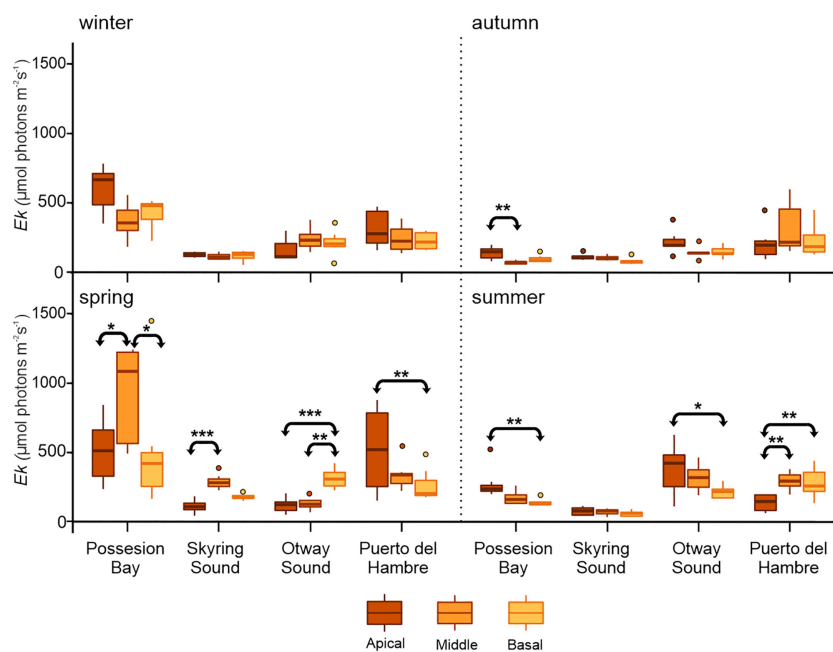 winter
autumn
Ek (µmol photons m⁻²s⁻¹)
1500
1000
500
0
**
spring
summer
Ek (µmol photons m⁻²s⁻¹)
1500
1000
500
0
*
*
***
***
**
**
**
*
**
**
Possesion Bay
Skyring Sound
Otway Sound
Puerto del Hambre
Possesion Bay
Skyring Sound
Otway Sound
Puerto del Hambre
Apical
Middle
Basal